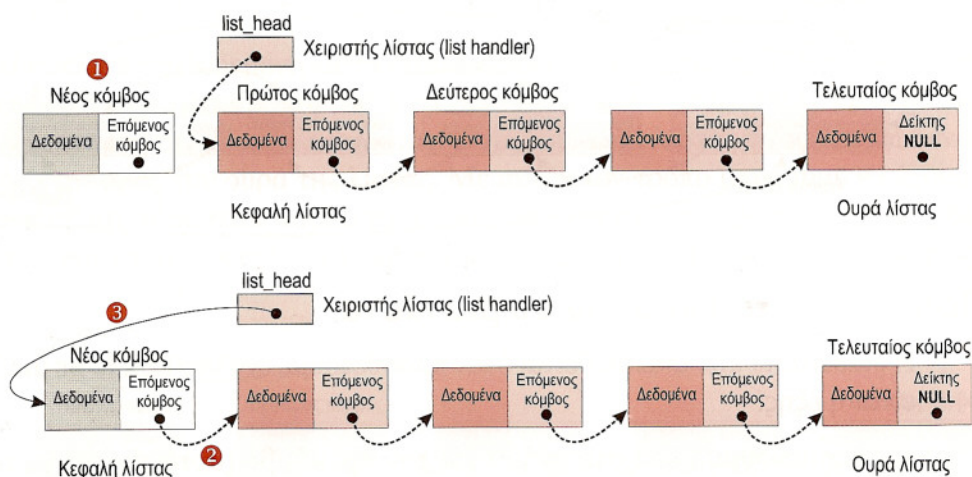 list_head
Χειριστής λίστας (list handler)
1
Νέος κόμβος
Πρώτος κόμβος
Δεύτερος κόμβος
Τελευταίος κόμβος
Δεδομένα
Επόμενος
κόμβος
Δεδομένα
Επόμενος
κόμβος
Δεδομένα
Επόμενος
κόμβος
Δεδομένα
Επόμενος
κόμβος
Δεδομένα
Δείκτης
NULL
Κεφαλή λίστας
Ουρά λίστας
list_head
Χειριστής λίστας (list handler)
3
Νέος κόμβος
Τελευταίος κόμβος
Δεδομένα
Επόμενος
κόμβος
Δεδομένα
Επόμενος
κόμβος
Δεδομένα
Επόμενος
κόμβος
Δεδομένα
Επόμενος
κόμβος
Δεδομένα
Δείκτης
NULL
2
Κεφαλή λίστας
Ουρά λίστας